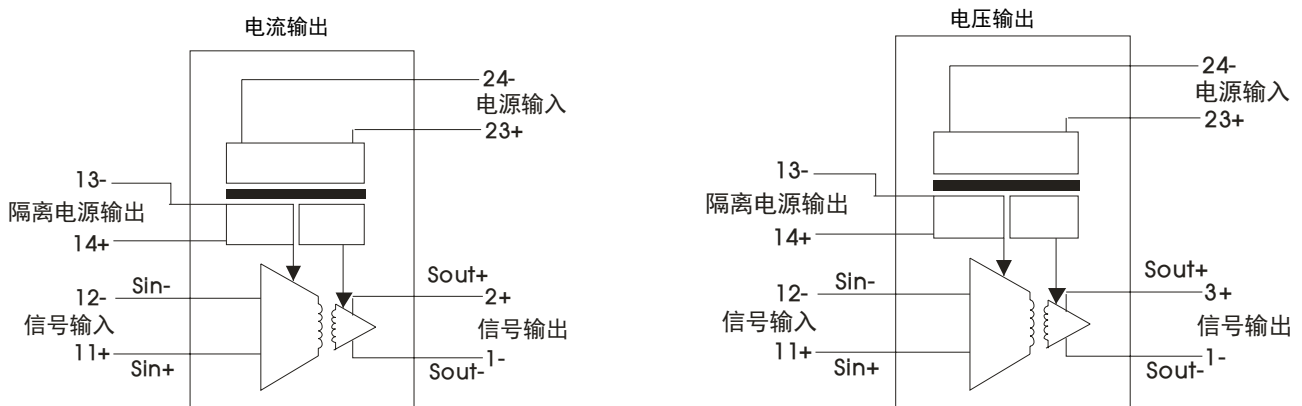 电流输出
24-
电源输入
23+
13-
隔离电源输出
14+
Sin-
12-
信号输入
11+
Sin+
Sout+
2+
信号输出
1-
Sout-
电压输出
24-
电源输入
23+
13-
隔离电源输出
14+
Sin-
12-
信号输入
11+
Sin+
Sout+
3+
信号输出
1-
Sout-